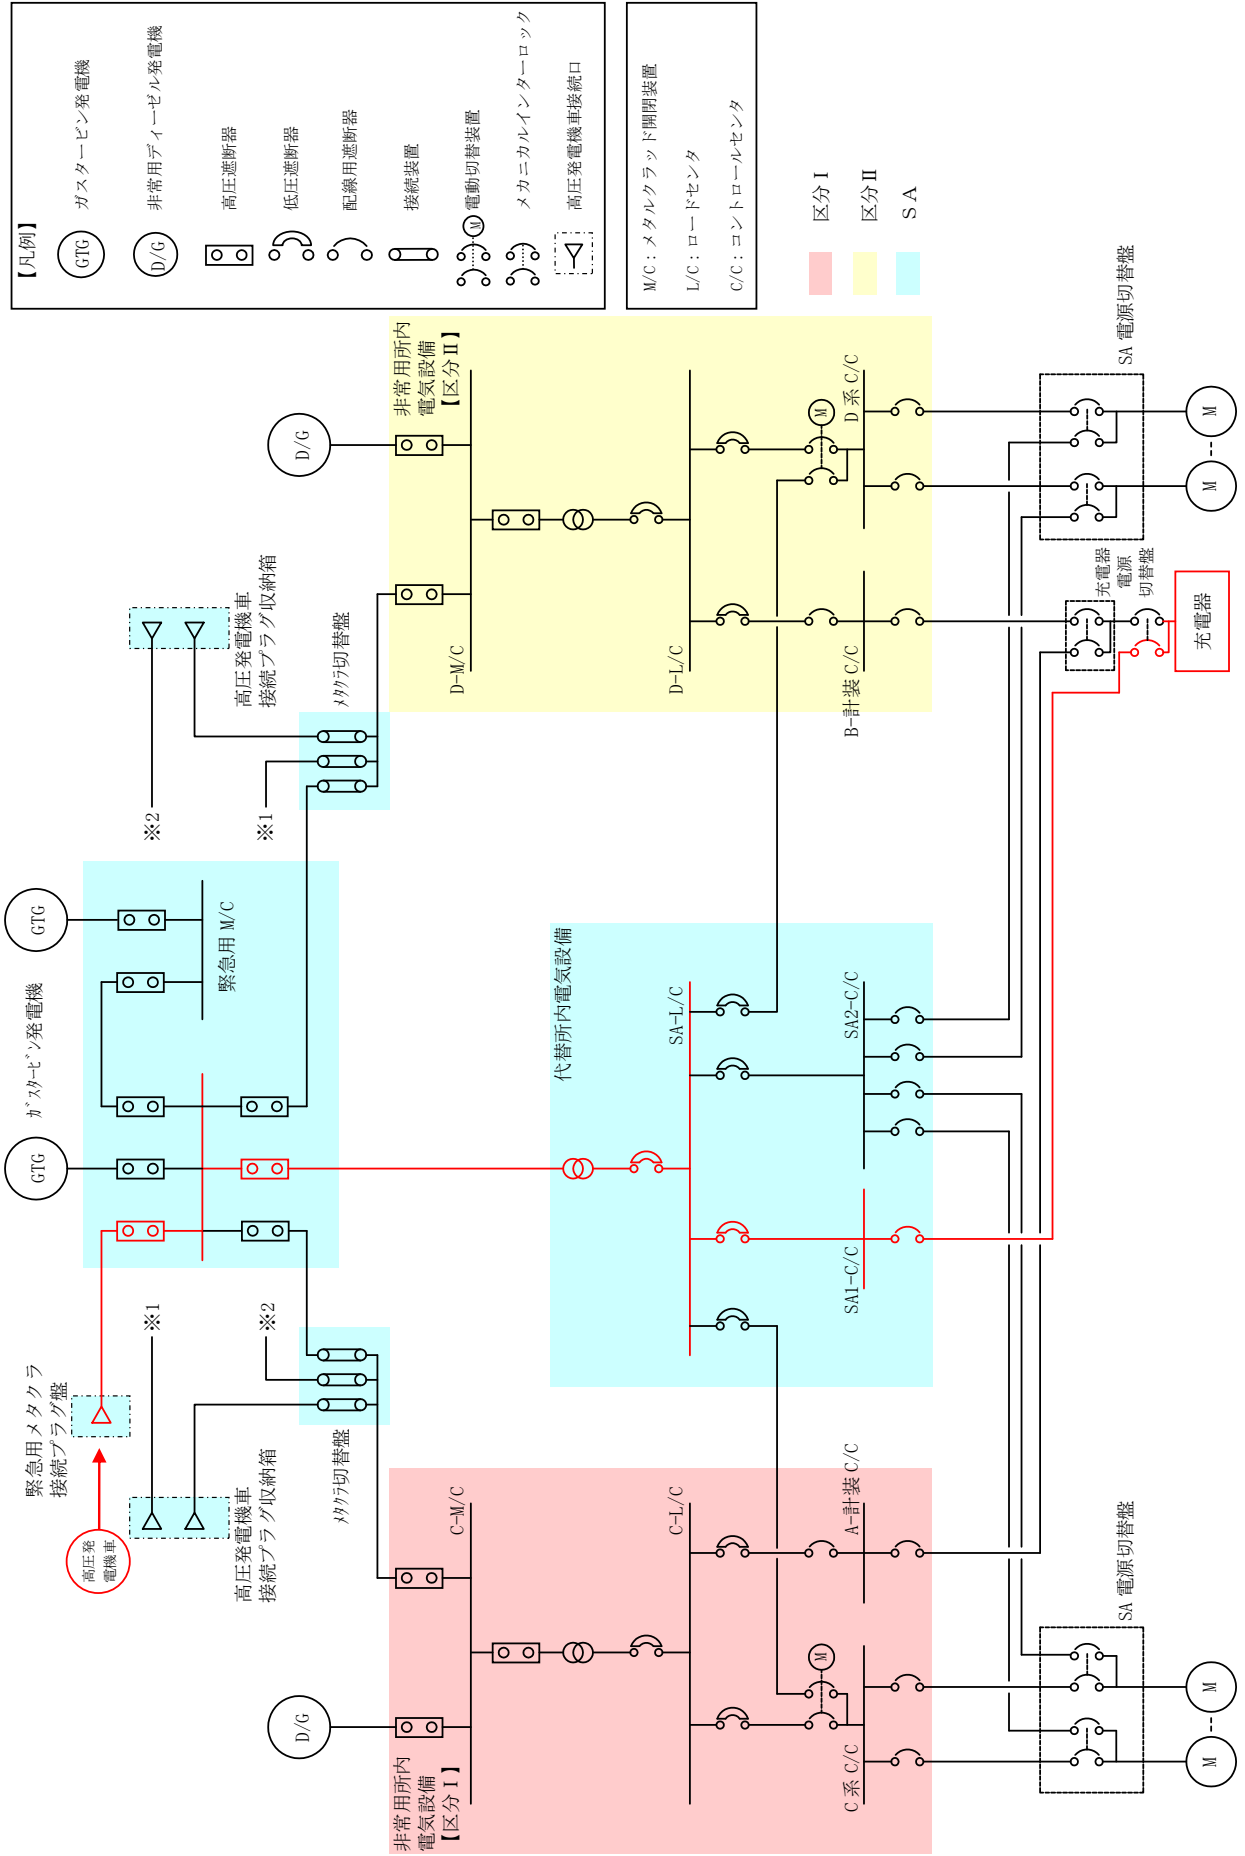 GTG
ｶﾞｽﾀｰﾋﾞﾝ発電機
GTG
緊急用メタクラ
接続プラグ盤
高圧発
電機車
※1
※2
緊急用 M/C
※2
※1
高圧発電機車
接続プラグ収納箱
高圧発電機車
接続プラグ収納箱
ﾒﾀｸﾗ切替盤
ﾒﾀｸﾗ切替盤
D/G
D/G
非常用所内
電気設備
【区分Ⅰ】
C-M/C
D-M/C
非常用所内
電気設備
【区分Ⅱ】
代替所内電気設備
C-L/C
SA-L/C
D-L/C
M
M
C 系 C/C
A-計装 C/C
SA1-C/C
SA2-C/C
B-計装 C/C
D 系 C/C
SA 電源切替盤
充電器
電源
切替盤
SA 電源切替盤
M
M
充電器
M
M
【凡例】
GTG
ガスタービン発電機
D/G
非常用ディーゼル発電機
高圧遮断器
低圧遮断器
配線用遮断器
接続装置
M
電動切替装置
メカニカルインターロック
高圧発電機車接続口
M/C：メタルクラッド開閉装置
L/C：ロードセンタ
C/C：コントロールセンタ
区分Ⅰ
区分Ⅱ
ＳＡ